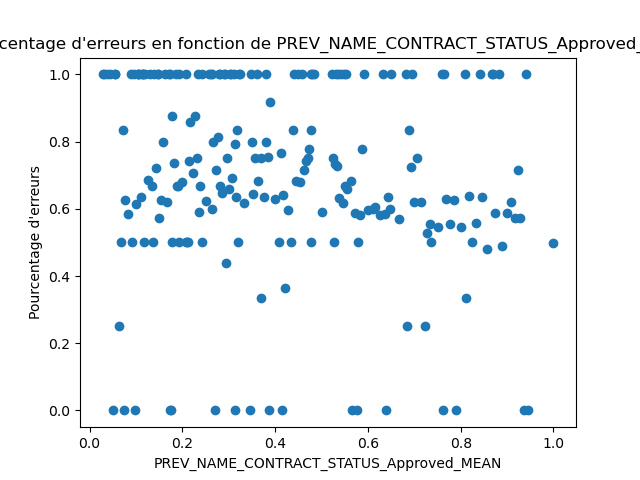 centage d'erreurs en fonction de PREV_NAME_CONTRACT_STATUS_Approved_
1.0
0.8
0.6
0.4
0.2
0.0
Pourcentage d'erreurs
0.0 0.2 0.4 0.6 0.8 1.0
PREV_NAME_CONTRACT_STATUS_Approved_MEAN